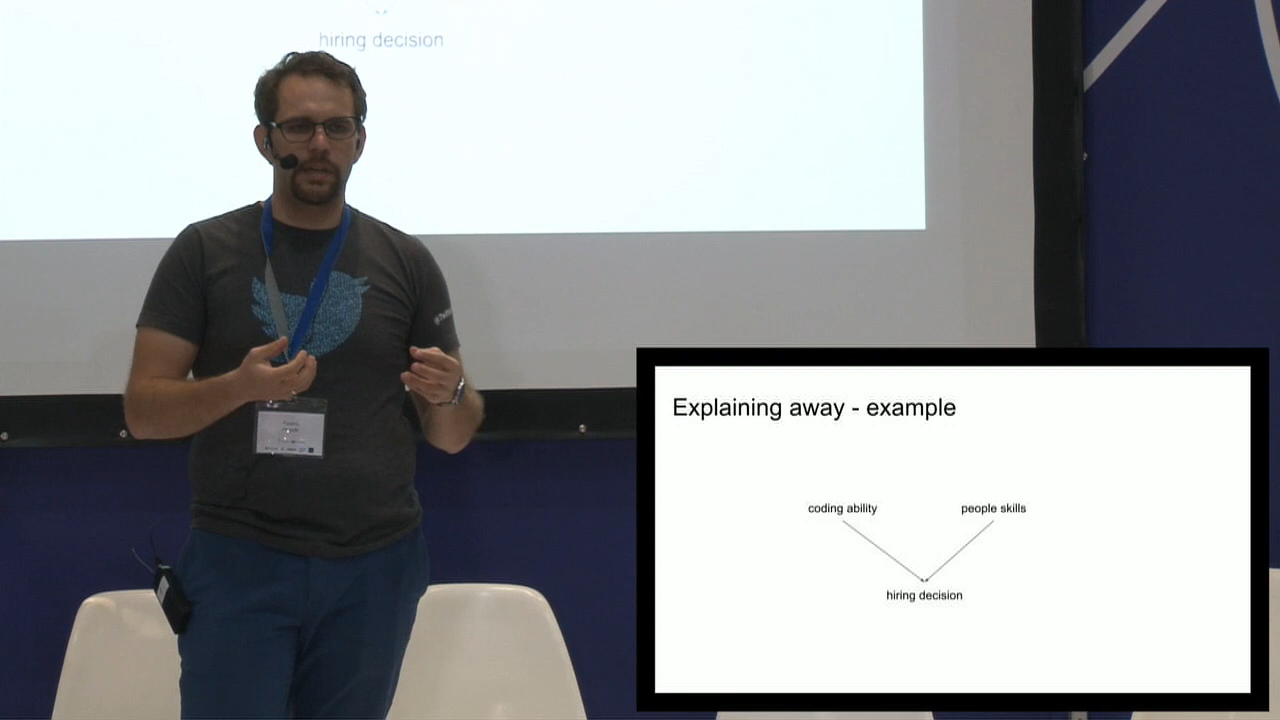 hiring decision
Explaining away - example
coding ability
people skills
hiring decision